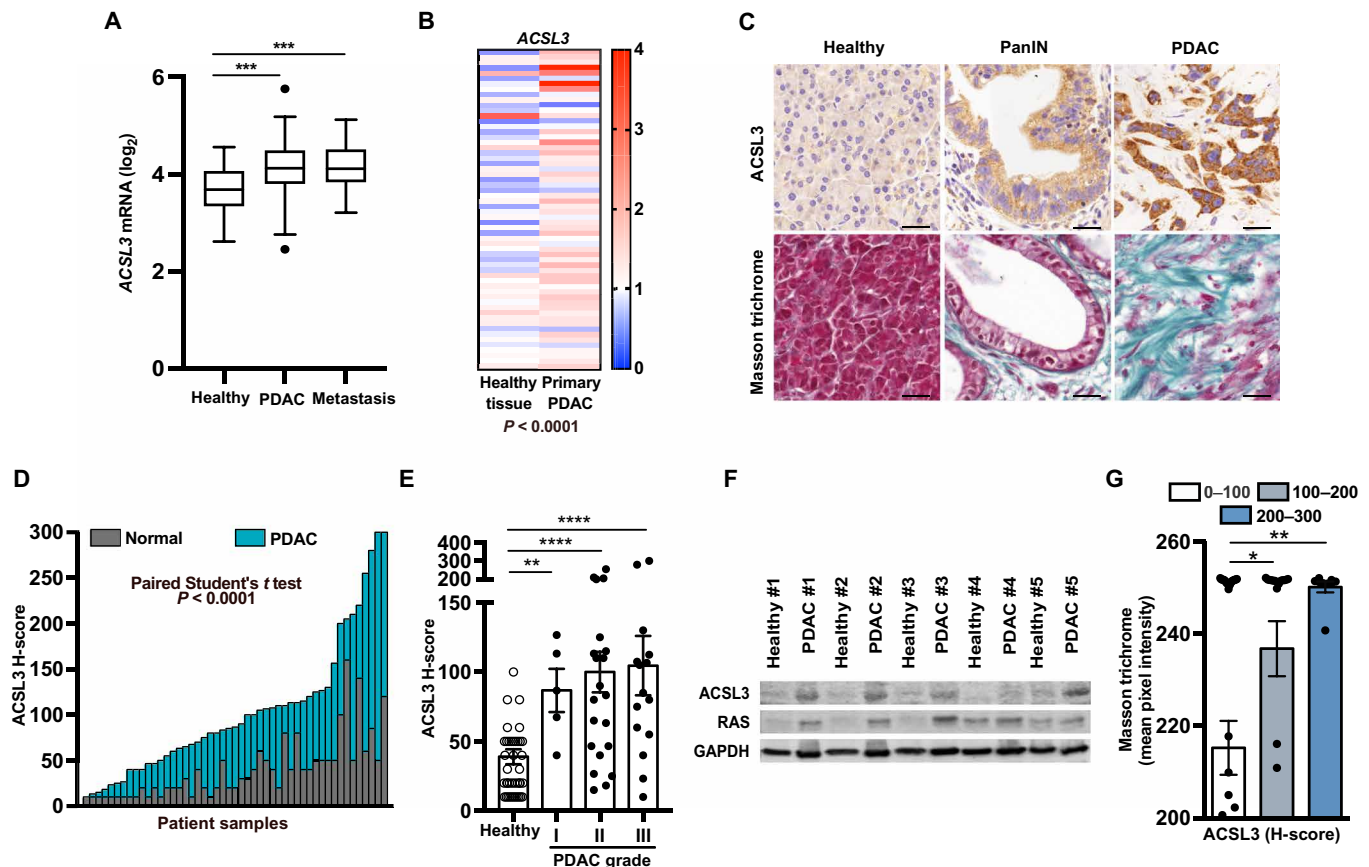 A
***
***
6
4
2
0
ACSL3 mRNA (log2)
Healthy PDAC Metastasis
B
ACSL3
4
3
2
1
0
Healthy Primary
tissue PDAC
P < 0.0001
C
Healthy PanIN PDAC
ACSL3
Masson trichrome
D
Normal PDAC
Paired Student's t test
P < 0.0001
300
250
200
150
100
50
0
ACSL3 H-score
Patient samples
E
****
****
**
400
300
200
150
100
50
0
ACSL3 H-score
Healthy I II III
PDAC grade
F
Healthy #1
PDAC #1
Healthy #2
PDAC #2
Healthy #3
PDAC #3
Healthy #4
PDAC #4
Healthy #5
PDAC #5
ACSL3
RAS
GAPDH
G
0–100 100–200
200–300
**
*
260
240
220
200
Masson trichrome
(mean pixel intensity)
ACSL3 (H-score)